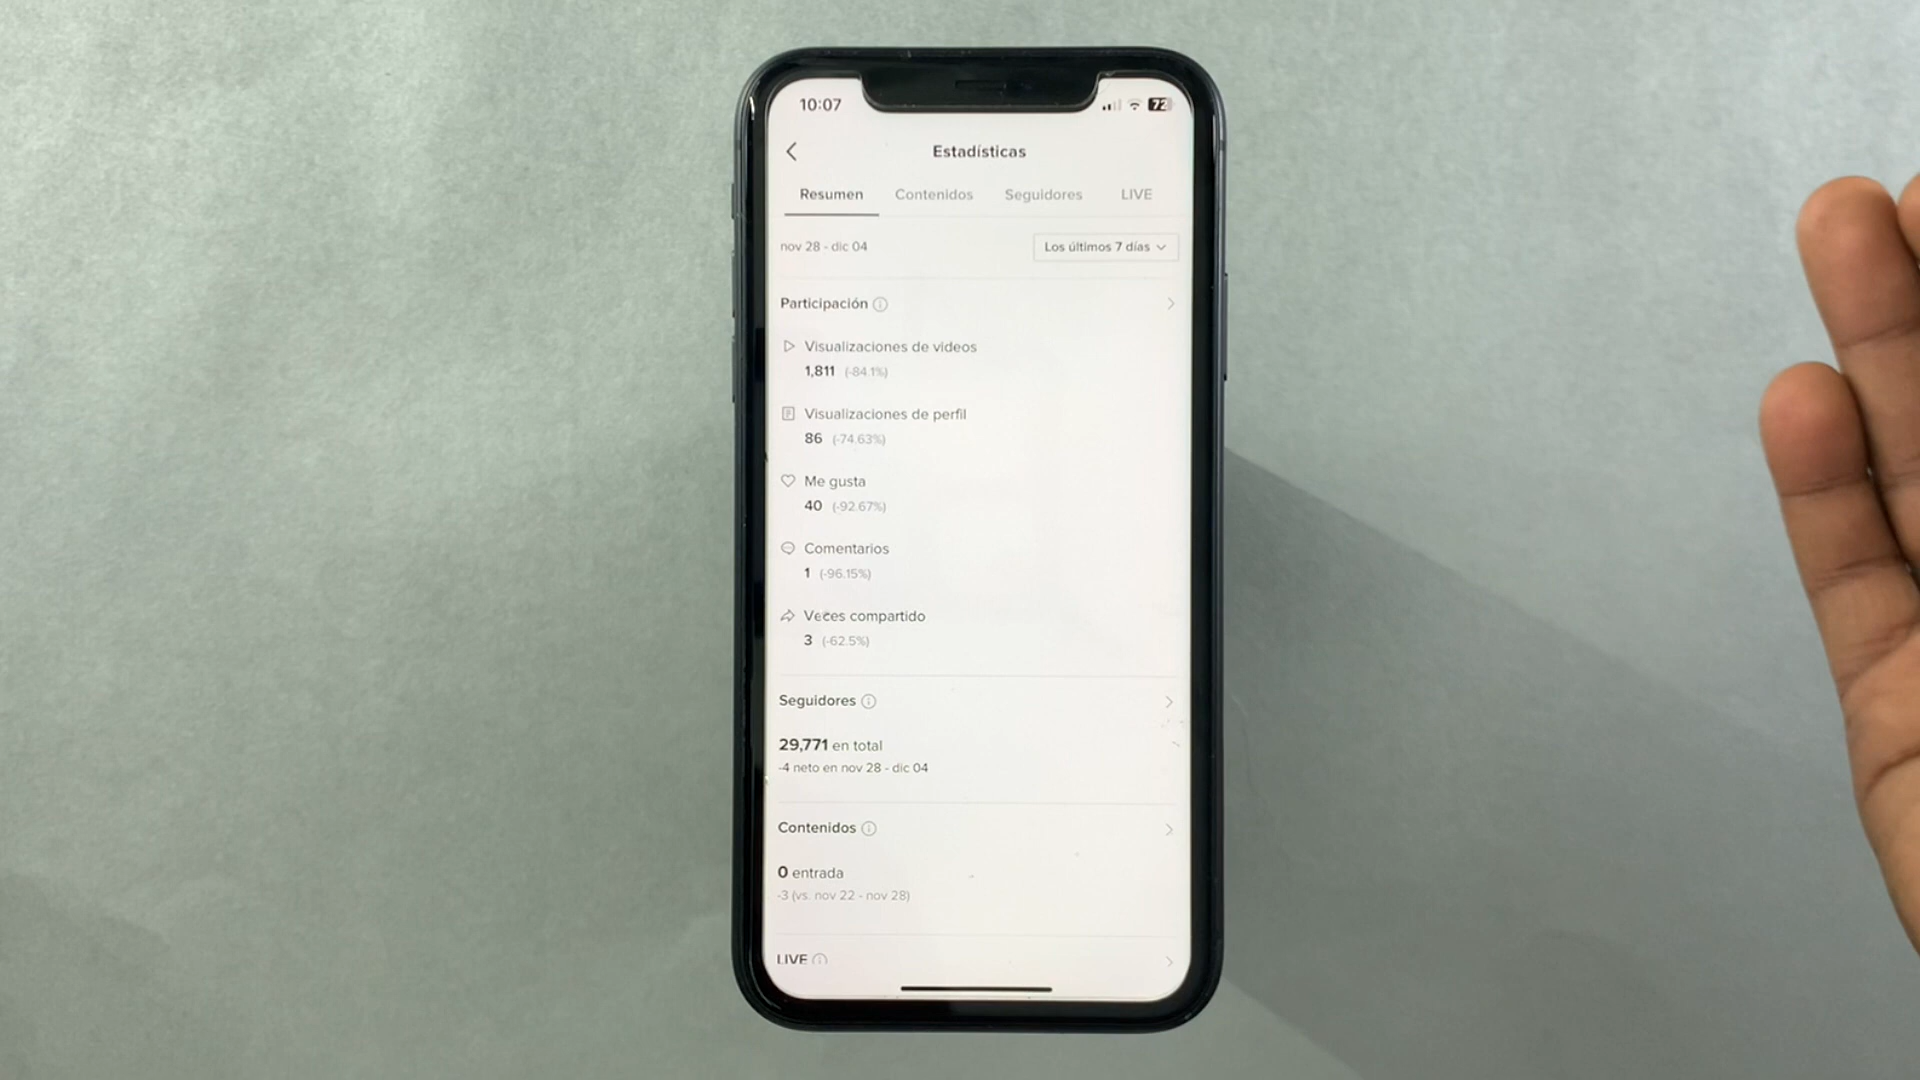 10:07
72
Estadísticas
Resumen Contenidos Seguidores LIVE
nov 28 - dic 04 Los últimos 7 días
Participación
Visualizaciones de videos
1,811 (-84.1%)
Visualizaciones de perfil
86 (-74.63%)
Me gusta
40 (-92.67%)
Comentarios
1 (-96.15%)
Veces compartido
3 (-62.5%)
Seguidores
29,771 en total
-4 neto en nov 28 - dic 04
Contenidos
0 entrada
-3 (vs. nov 22 - nov 28)
LIVE